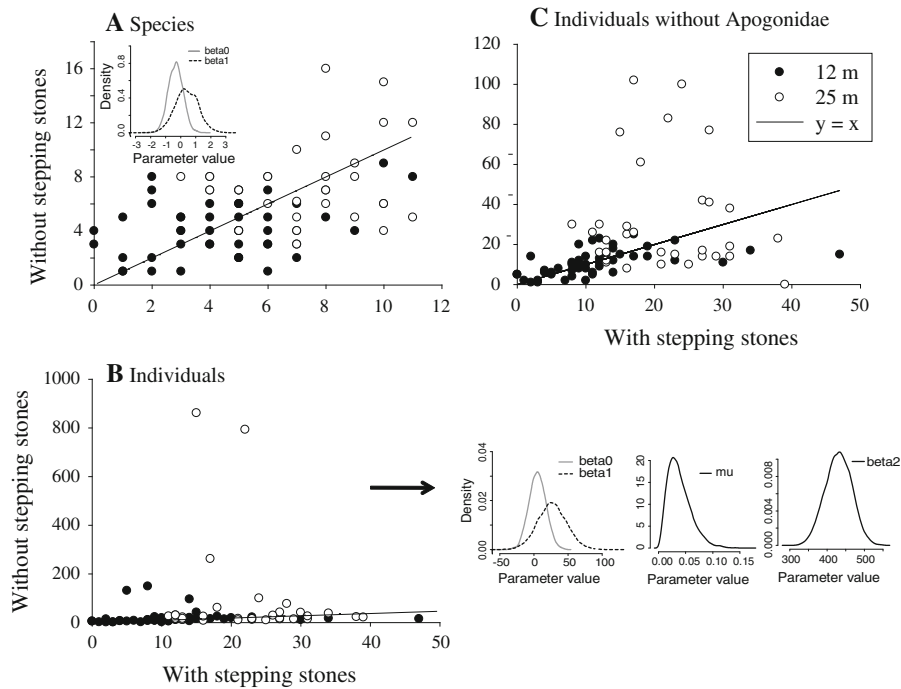 A Species
16
12
8
4
0
0 2 4 6 8 10 12
Without stepping stones
beta0
beta1
Density
0.8
0.4
0.0
-3 -2 -1 0 1 2 3
Parameter value
C Individuals without Apogonidae
120
100
80
60
40
20
0
0 10 20 30 40 50
With stepping stones
12 m
25 m
y = x
B Individuals
1000
800
600
400
200
0
0 10 20 30 40 50
Without stepping stones
With stepping stones
beta0
beta1
Density
0.04
0.02
0.00
-50 0 50 100
Parameter value
mu
20
15
10
5
0
0.00 0.05 0.10 0.15
Parameter value
beta2
0.008
0.004
0.000
300 400 500
Parameter value